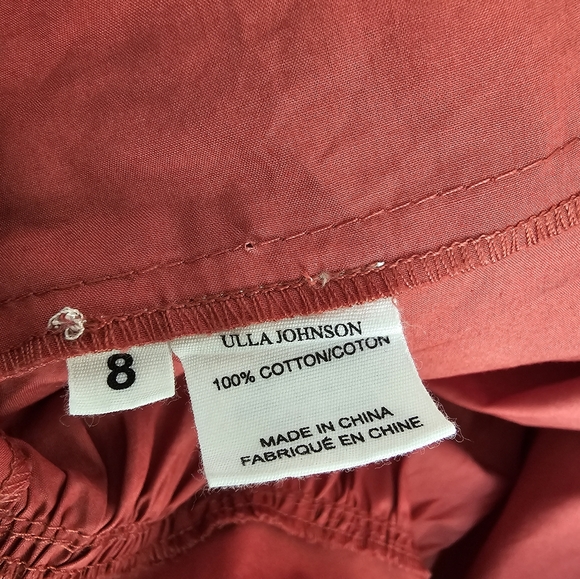 8
ULLA JOHNSON
100% COTTON/COTON
MADE IN CHINA
FABRIQUÉ EN CHINE